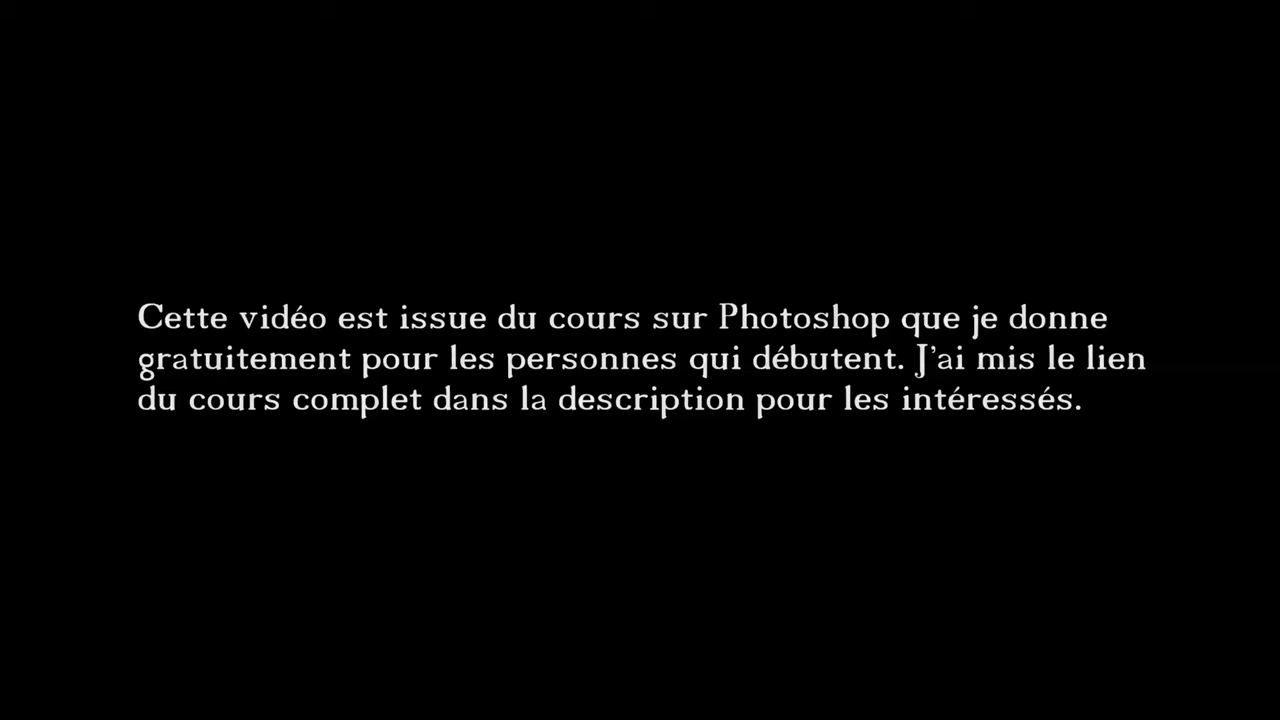 Cette vidéo est issue du cours sur Photoshop que je donne
gratuitement pour les personnes qui débutent. J'ai mis le lien
du cours complet dans la description pour les intéressés.